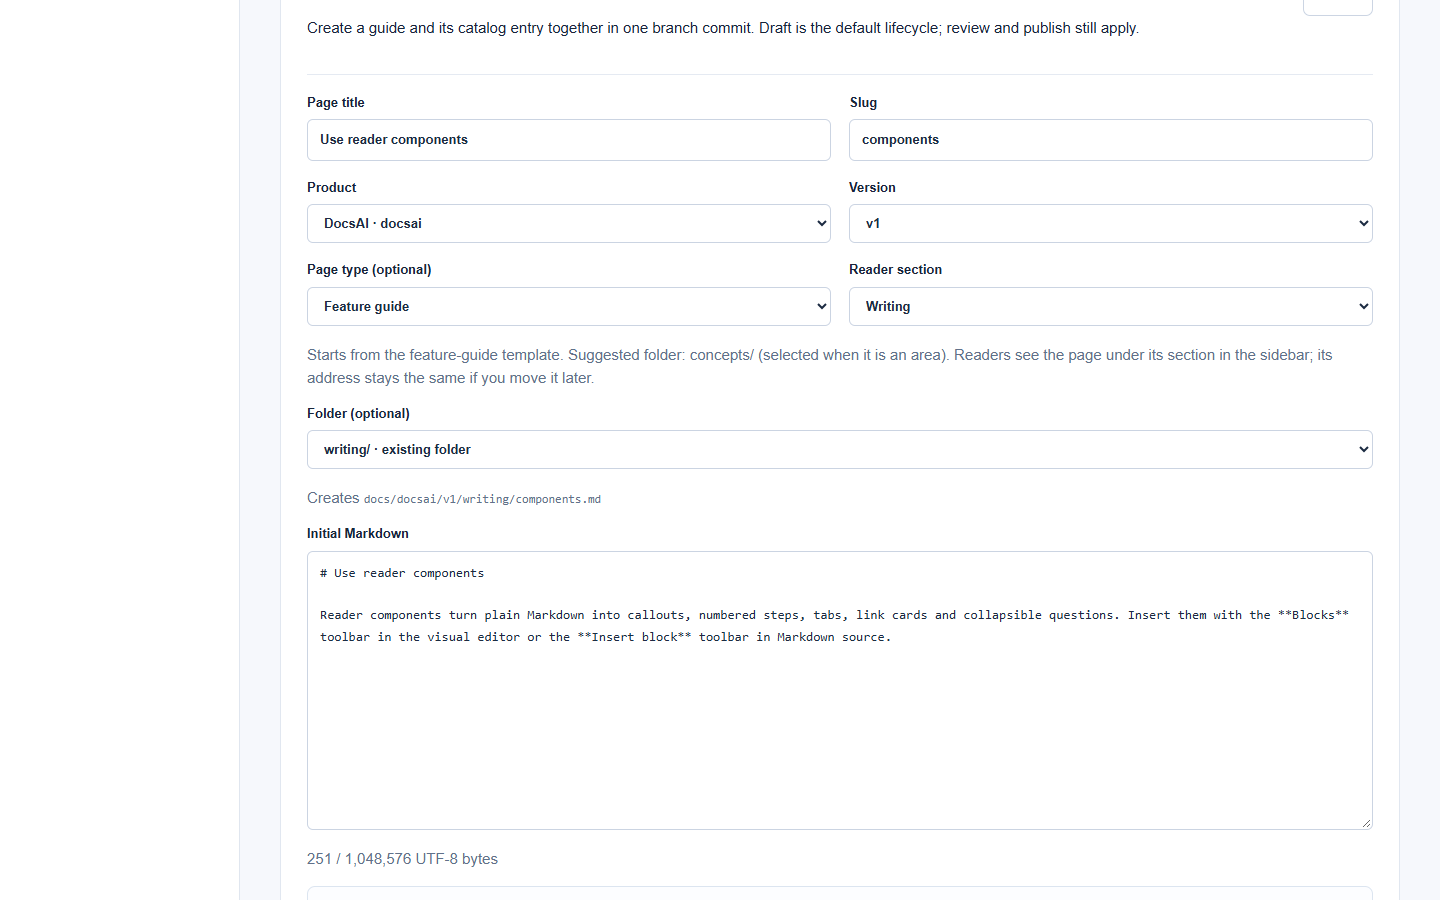 Create a guide and its catalog entry together in one branch commit. Draft is the default lifecycle; review and publish still apply.
Page title
Slug
Use reader components
components
Product
Version
DocsAI · docsai
v1
Page type (optional)
Reader section
Feature guide
Writing
Starts from the feature-guide template. Suggested folder: concepts/ (selected when it is an area). Readers see the page under its section in the sidebar; its
address stays the same if you move it later.
Folder (optional)
writing/ · existing folder
Creates docs/docsai/v1/writing/components.md
Initial Markdown
# Use reader components
Reader components turn plain Markdown into callouts, numbered steps, tabs, link cards and collapsible questions. Insert them with the **Blocks**
toolbar in the visual editor or the **Insert block** toolbar in Markdown source.
251 / 1,048,576 UTF-8 bytes